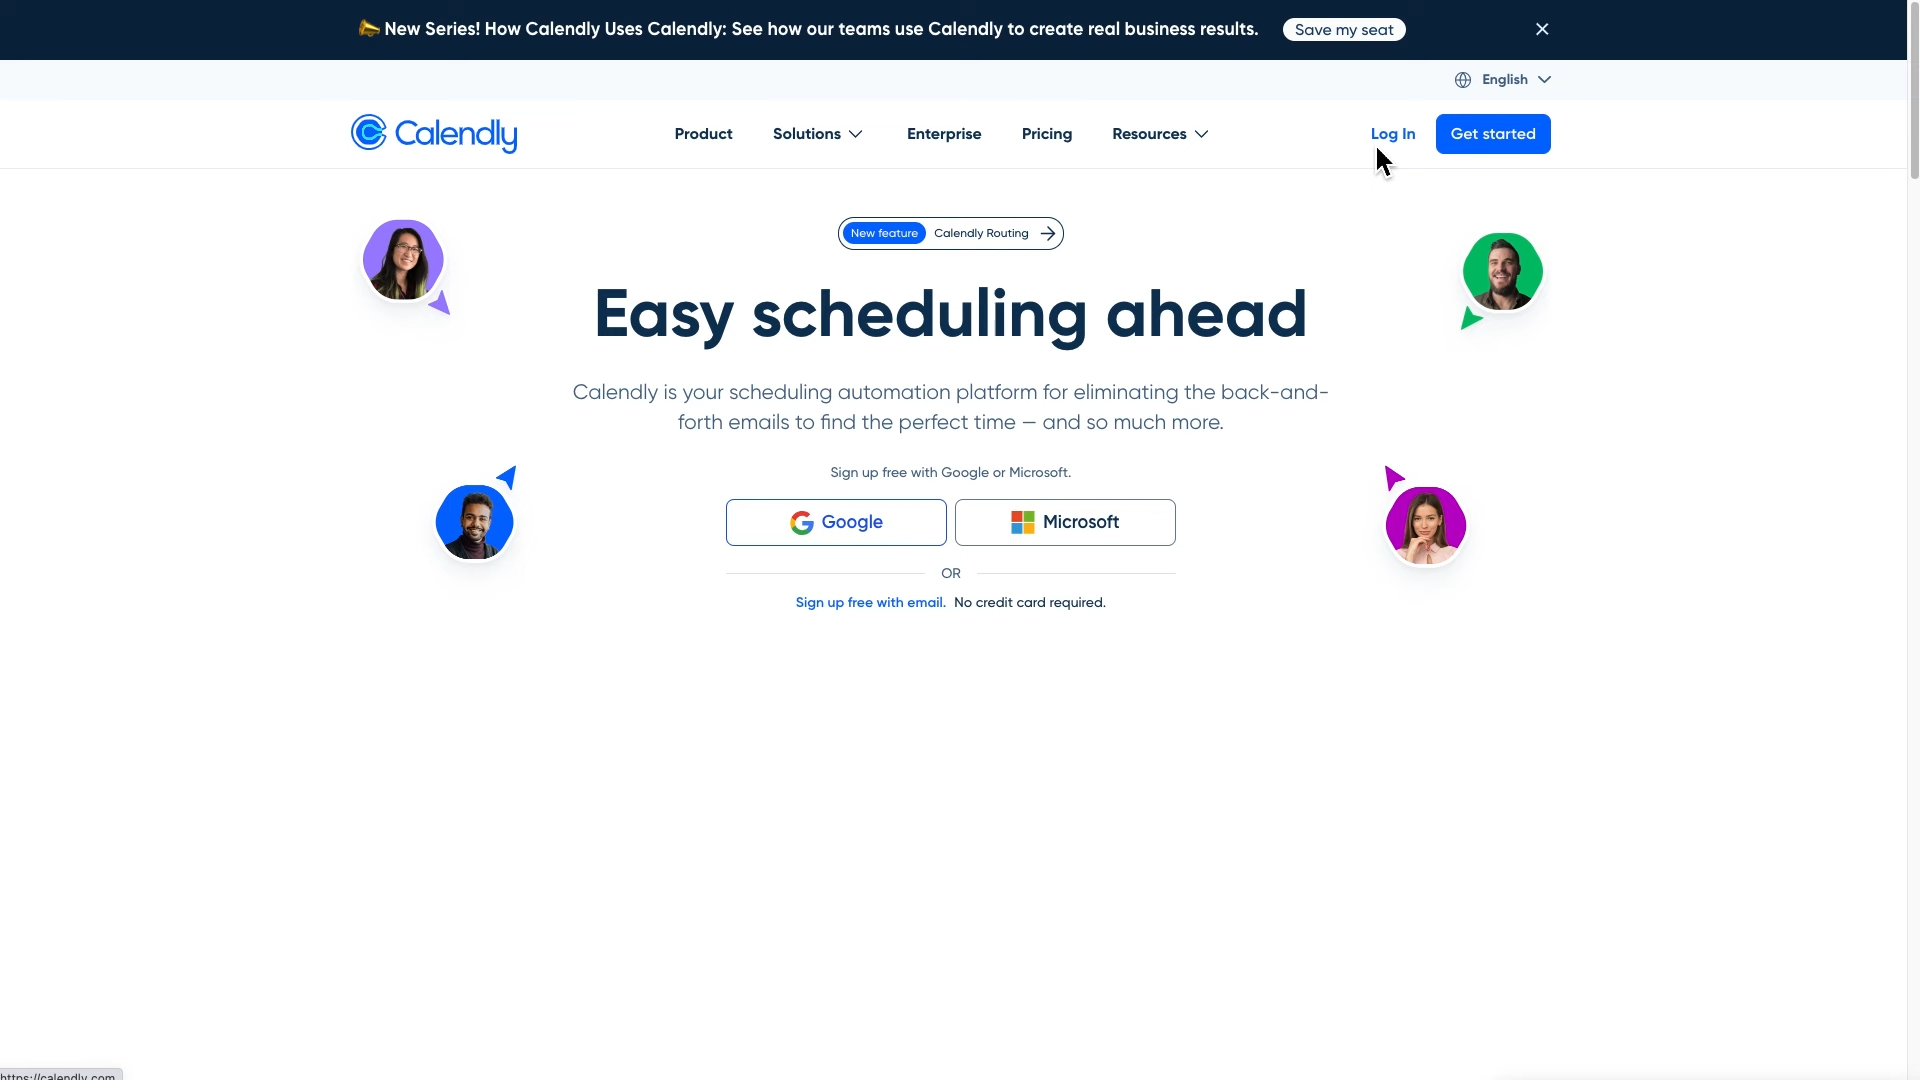 New Series! How Calendly Uses Calendly: See how our teams use Calendly to create real business results. Save my seat
English
Calendly Product Solutions Enterprise Pricing Resources Log In Get started
New feature Calendly Routing
Easy scheduling ahead
Calendly is your scheduling automation platform for eliminating the back-and-
forth emails to find the perfect time — and so much more.
Sign up free with Google or Microsoft.
Google Microsoft
OR
Sign up free with email. No credit card required.
https://calendly.com